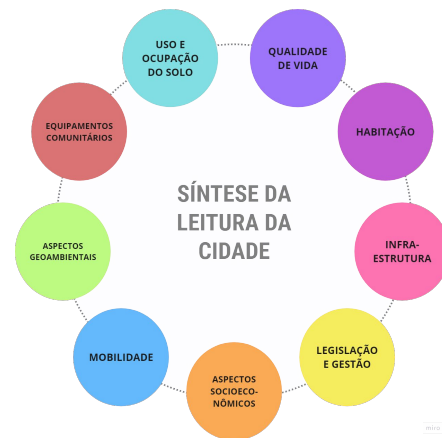 USO E
OCUPAÇÃO
DO SOLO
QUALIDADE
DE VIDA
EQUIPAMENTOS
COMUNITÁRIOS
HABITAÇÃO
SÍNTESE DA
LEITURA DA
CIDADE
ASPECTOS
GEOAMBIENTAIS
INFRA-
ESTRUTURA
MOBILIDADE
LEGISLAÇÃO
E GESTÃO
ASPECTOS
SOCIOECO-
NÔMICOS
miro